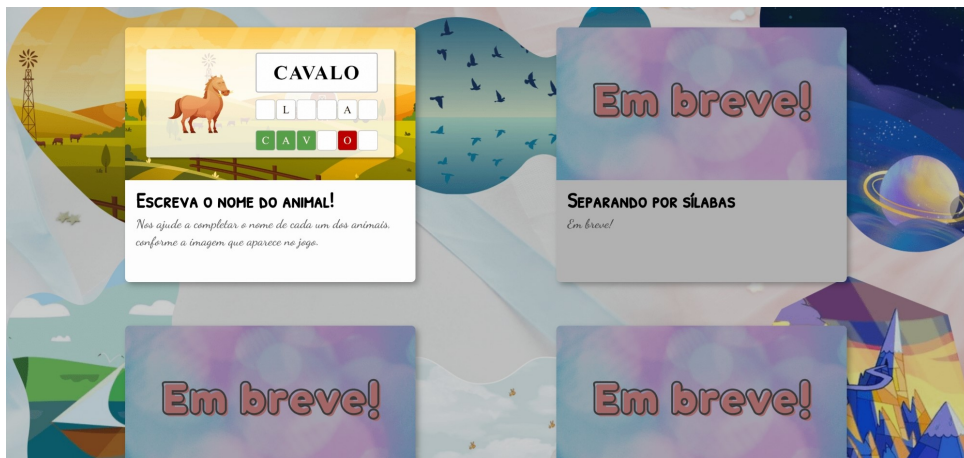 CAVALO
L A
C A V O
Escreva o nome do animal!
Nos ajude a completar o nome de cada um dos animais,
conforme a imagem que aparece no jogo.
Em breve!
Separando por sílabas
Em breve!
Em breve!
Em breve!